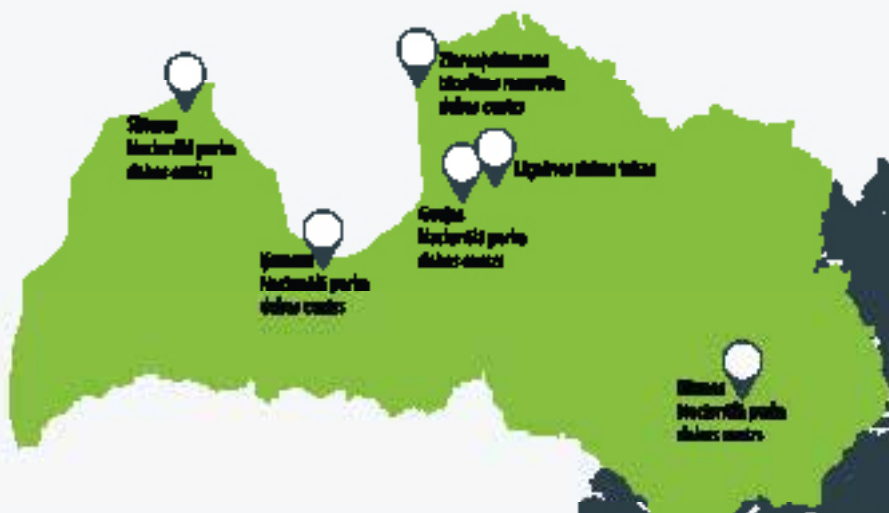 Slīteres
Nacionālā parka
dabas centrs
Ziemeļvidzemes
biosfēras rezervāta
dabas centrs
Līgatnes dabas takas
Gaujas
Nacionālā parka
dabas centrs
Ķemeru
Nacionālā parka
dabas centrs
Rāznas
Nacionālā parka
dabas centrs